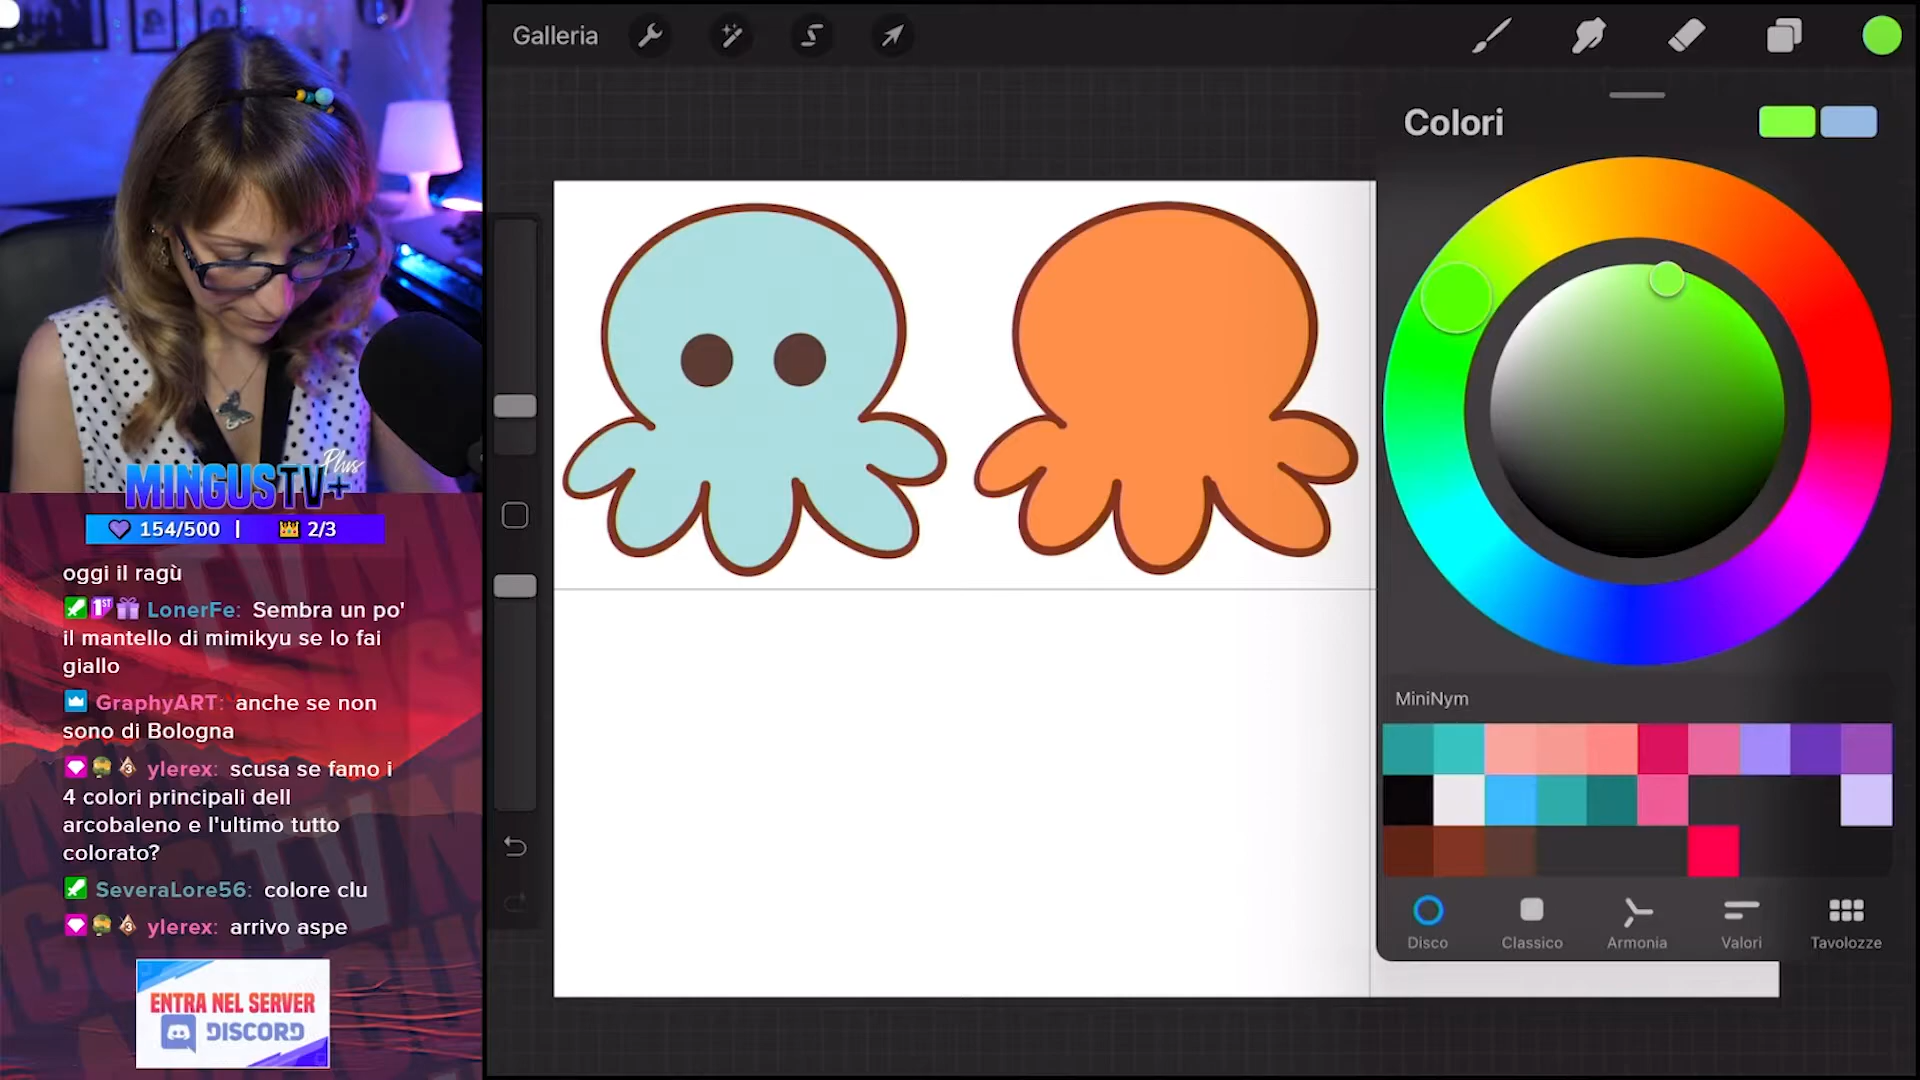 Galleria
Colori
MINGUSTV+
Plus
154/500 | 2/3
oggi il ragù
1ST LonerFe: Sembra un po'
il mantello di mimikyu se lo fai
giallo
GraphyART: anche se non
sono di Bologna
3 ylerex: scusa se famo i
4 colori principali dell
arcobaleno e l'ultimo tutto
colorato?
SeveraLore56: colore clu
3 ylerex: arrivo aspe
ENTRA NEL SERVER
DISCORD
MiniNym
Disco
Classico
Armonia
Valori
Tavolozze